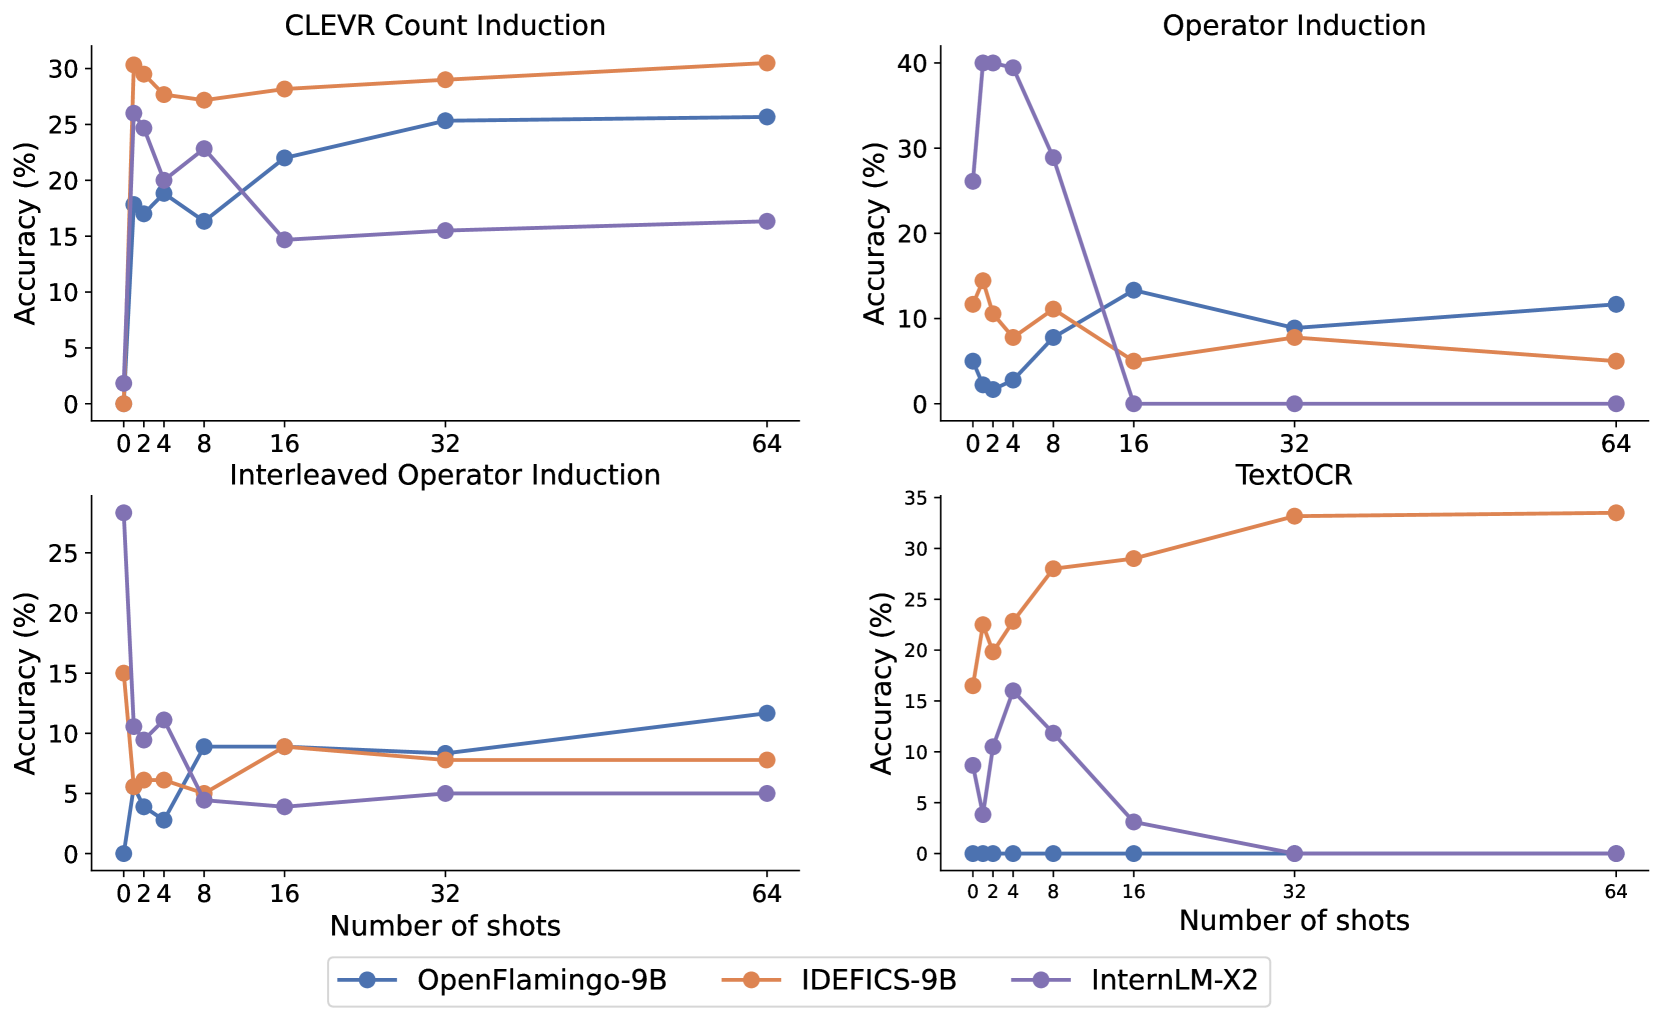 CLEVR Count Induction
Accuracy (%)
30
25
20
15
10
5
0
0 2 4 8 16 32 64
Operator Induction
Accuracy (%)
40
30
20
10
0
0 2 4 8 16 32 64
Interleaved Operator Induction
Accuracy (%)
25
20
15
10
5
0
0 2 4 8 16 32 64
Number of shots
TextOCR
Accuracy (%)
35
30
25
20
15
10
5
0
0 2 4 8 16 32 64
Number of shots
OpenFlamingo-9B IDEFICS-9B InternLM-X2